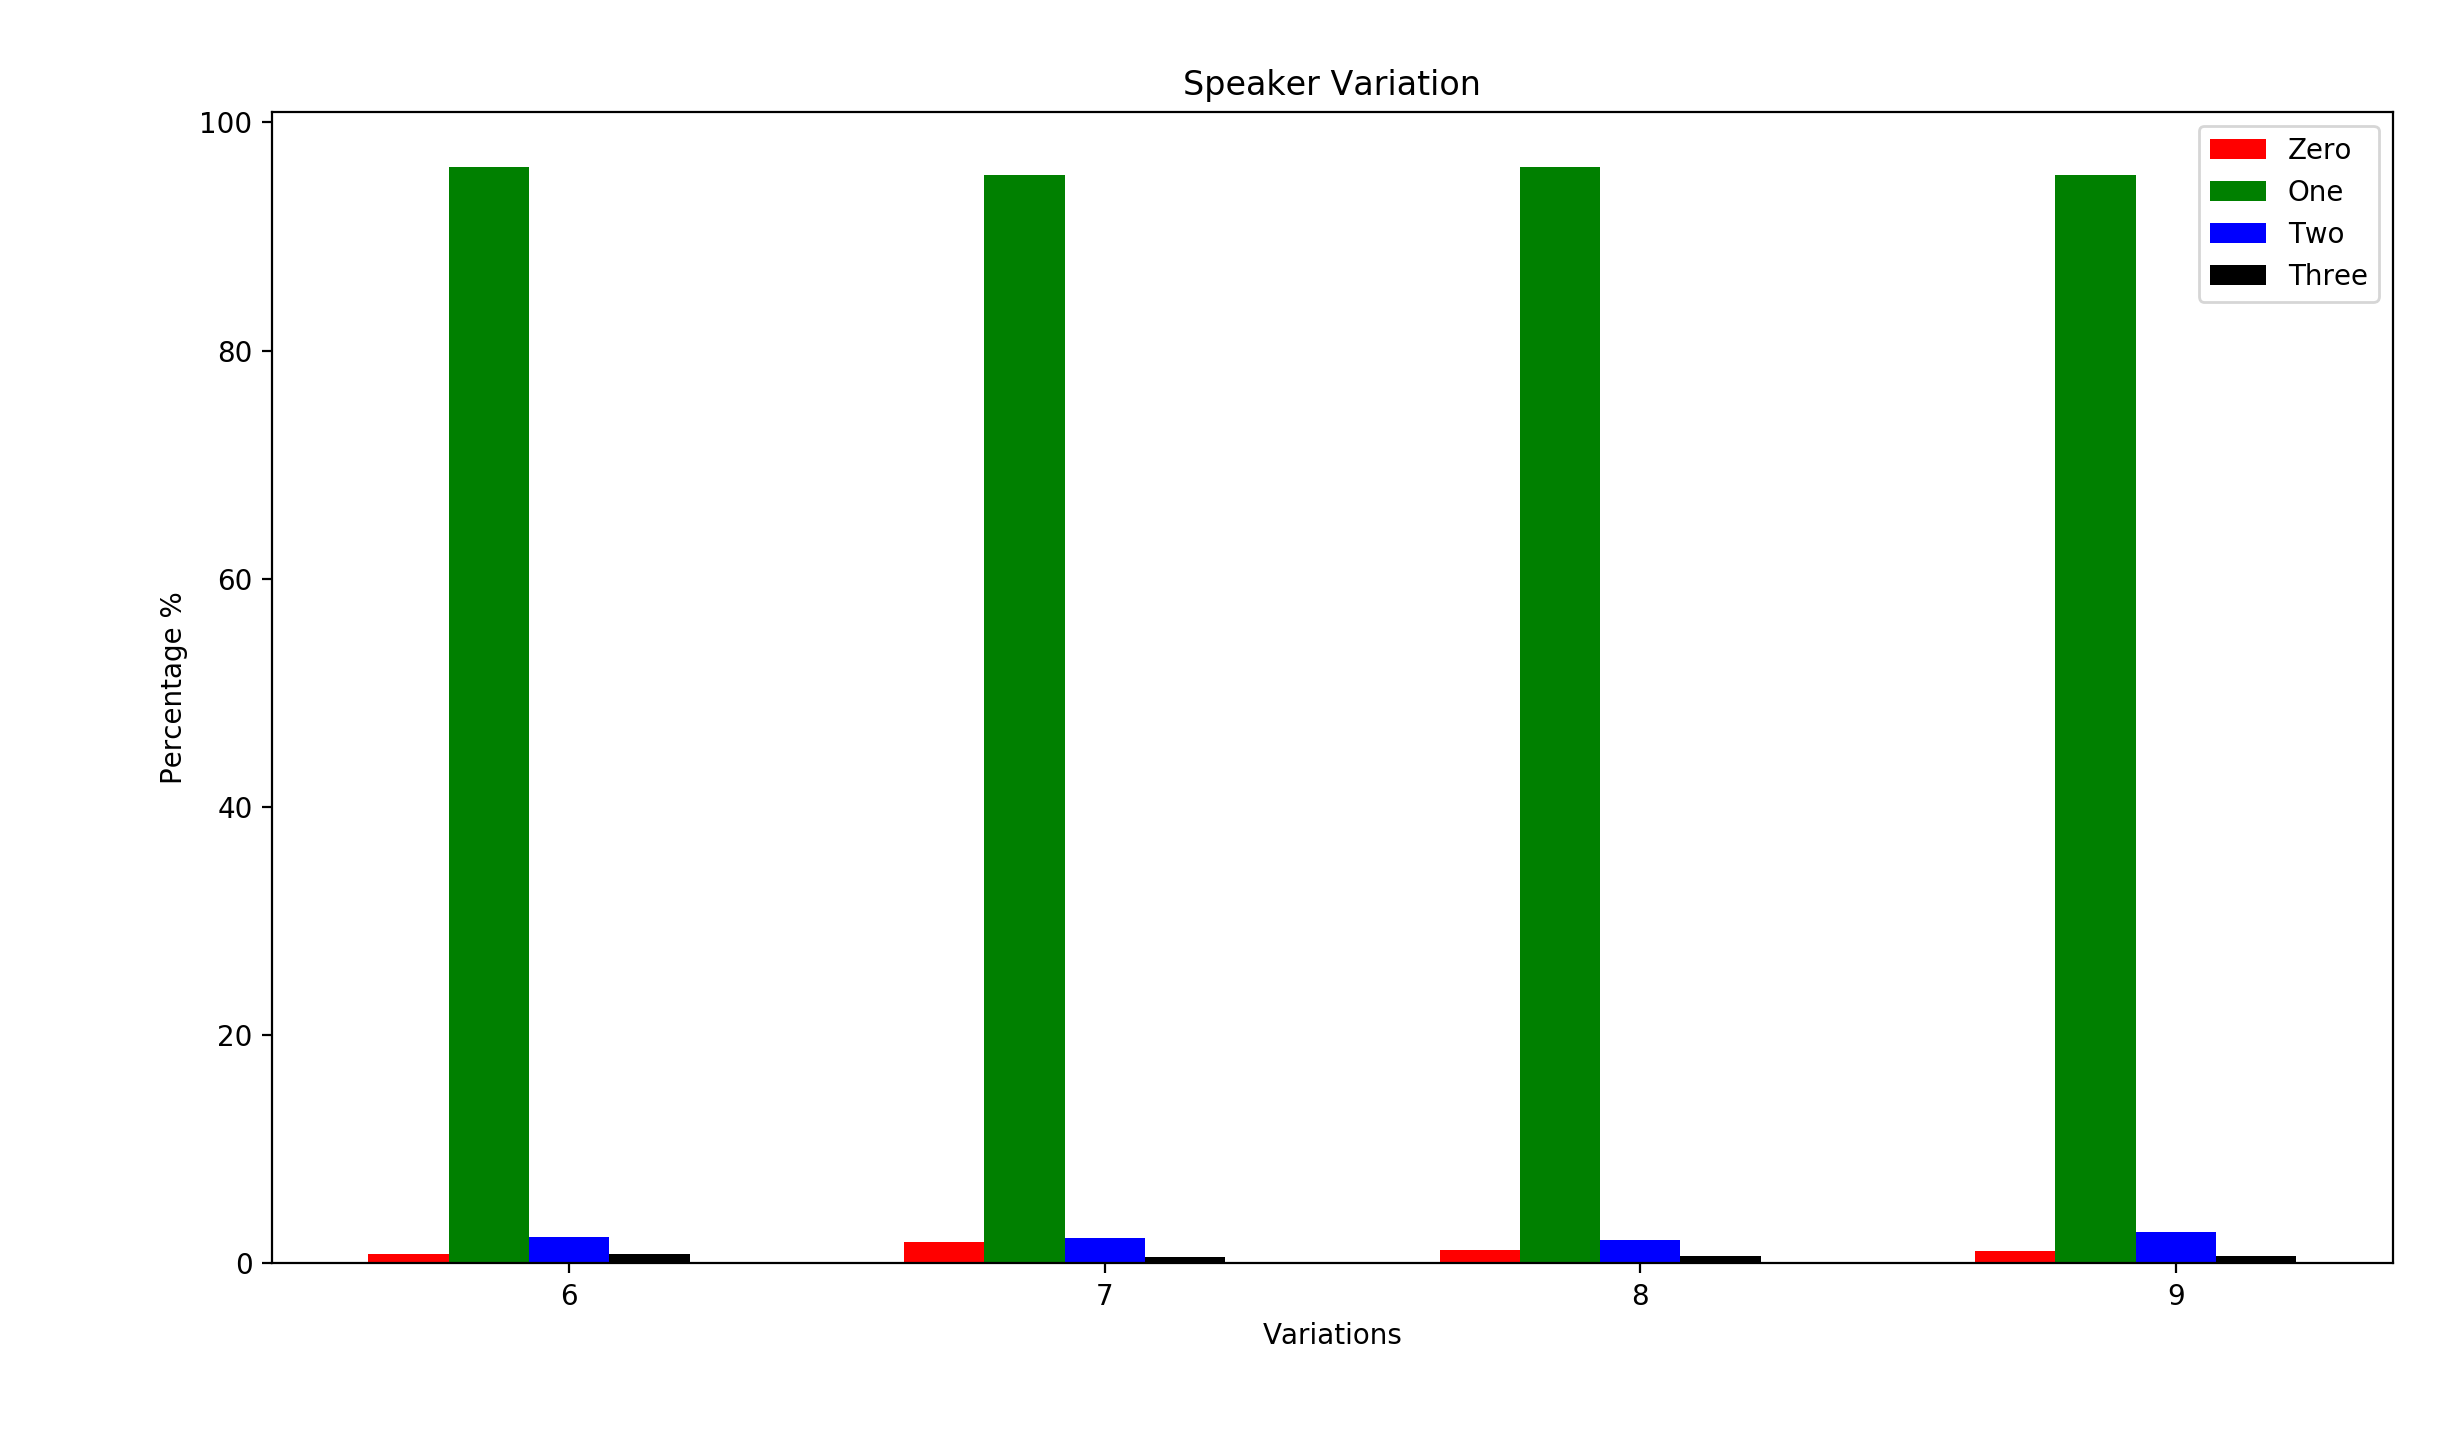 Speaker Variation
100
80
60
40
20
0
Percentage %
6
7
8
9
Variations
Zero
One
Two
Three